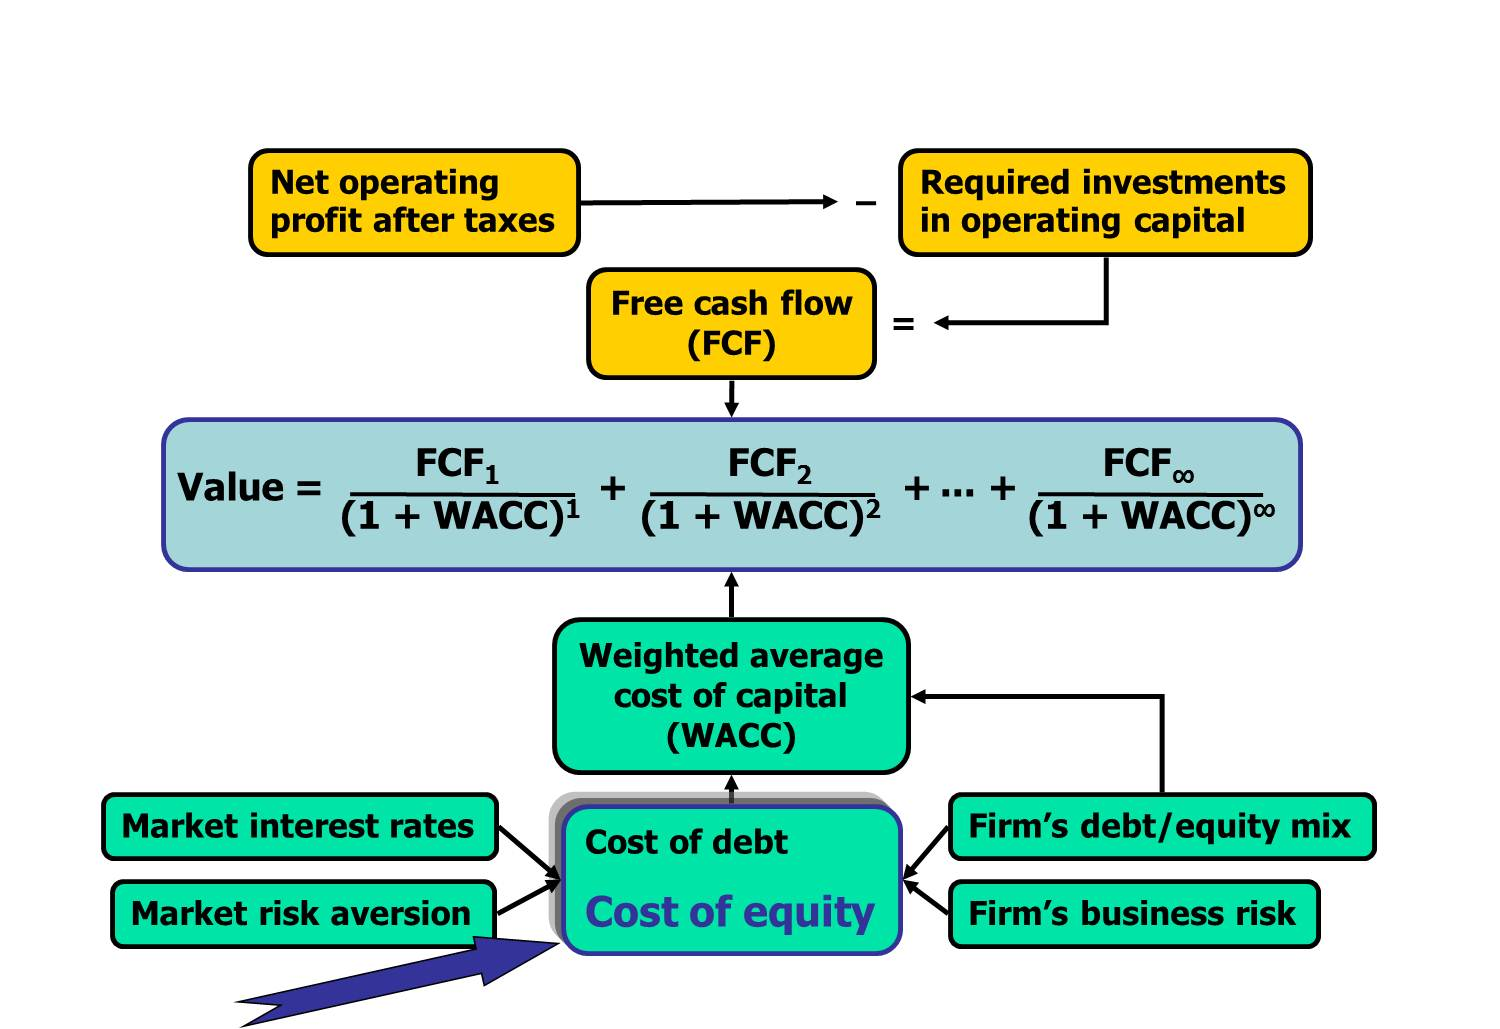 Net operating
profit after taxes
–
Required investments
in operating capital
Free cash flow
(FCF)
=
Value = FCF₁ / (1 + WACC)¹ + FCF₂ / (1 + WACC)² + ... + FCF∞ / (1 + WACC)^∞
Weighted average
cost of capital
(WACC)
Market interest rates
Market risk aversion
Cost of debt
Cost of equity
Firm’s debt/equity mix
Firm’s business risk